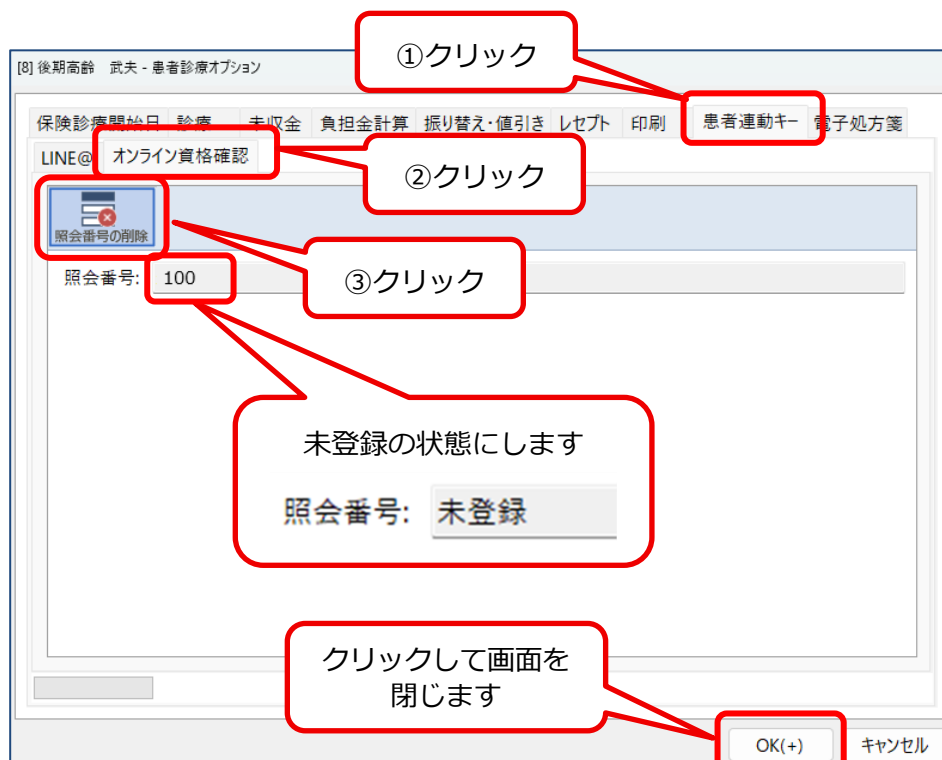 ①クリック
[8] 後期高齢　武夫 - 患者診療オプション
保険診療開始日 診療 未収金 負担金計算 振り替え・値引き レセプト 印刷 患者連動キー 電子処方箋
LINE@ オンライン資格確認
②クリック
照会番号の削除
③クリック
照会番号: 100
未登録の状態にします
照会番号: 未登録
クリックして画面を
閉じます
OK(+) キャンセル